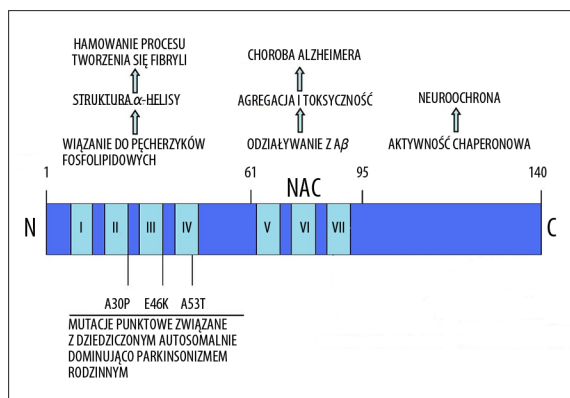 HAMOWANIE PROCESU
TWORZENIA SIĘ FIBRYLI
STRUKTURA α-HELISY
WIĄZANIE DO PĘCHERZYKÓW
FOSFOLIPIDOWYCH
CHOROBA ALZHEIMERA
AGREGACJA I TOKSYCZNOŚĆ
ODZIAŁYWANIE Z Aβ
NEUROOCHRONA
AKTYWNOŚĆ CHAPERONOWA
1 61 95 140
NAC
N I II III IV V VI VII C
A30P E46K A53T
MUTACJE PUNKTOWE ZWIĄZANE
Z DZIEDZICZONYM AUTOSOMALNIE
DOMINUJĄCO PARKINSONIZMEM
RODZINNYM